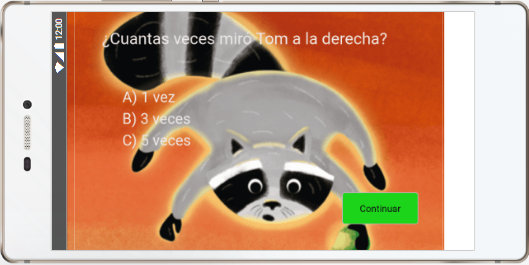 12:00
¿Cuantas veces miró Tom a la derecha?
A) 1 vez
B) 3 veces
C) 5 veces
Continuar